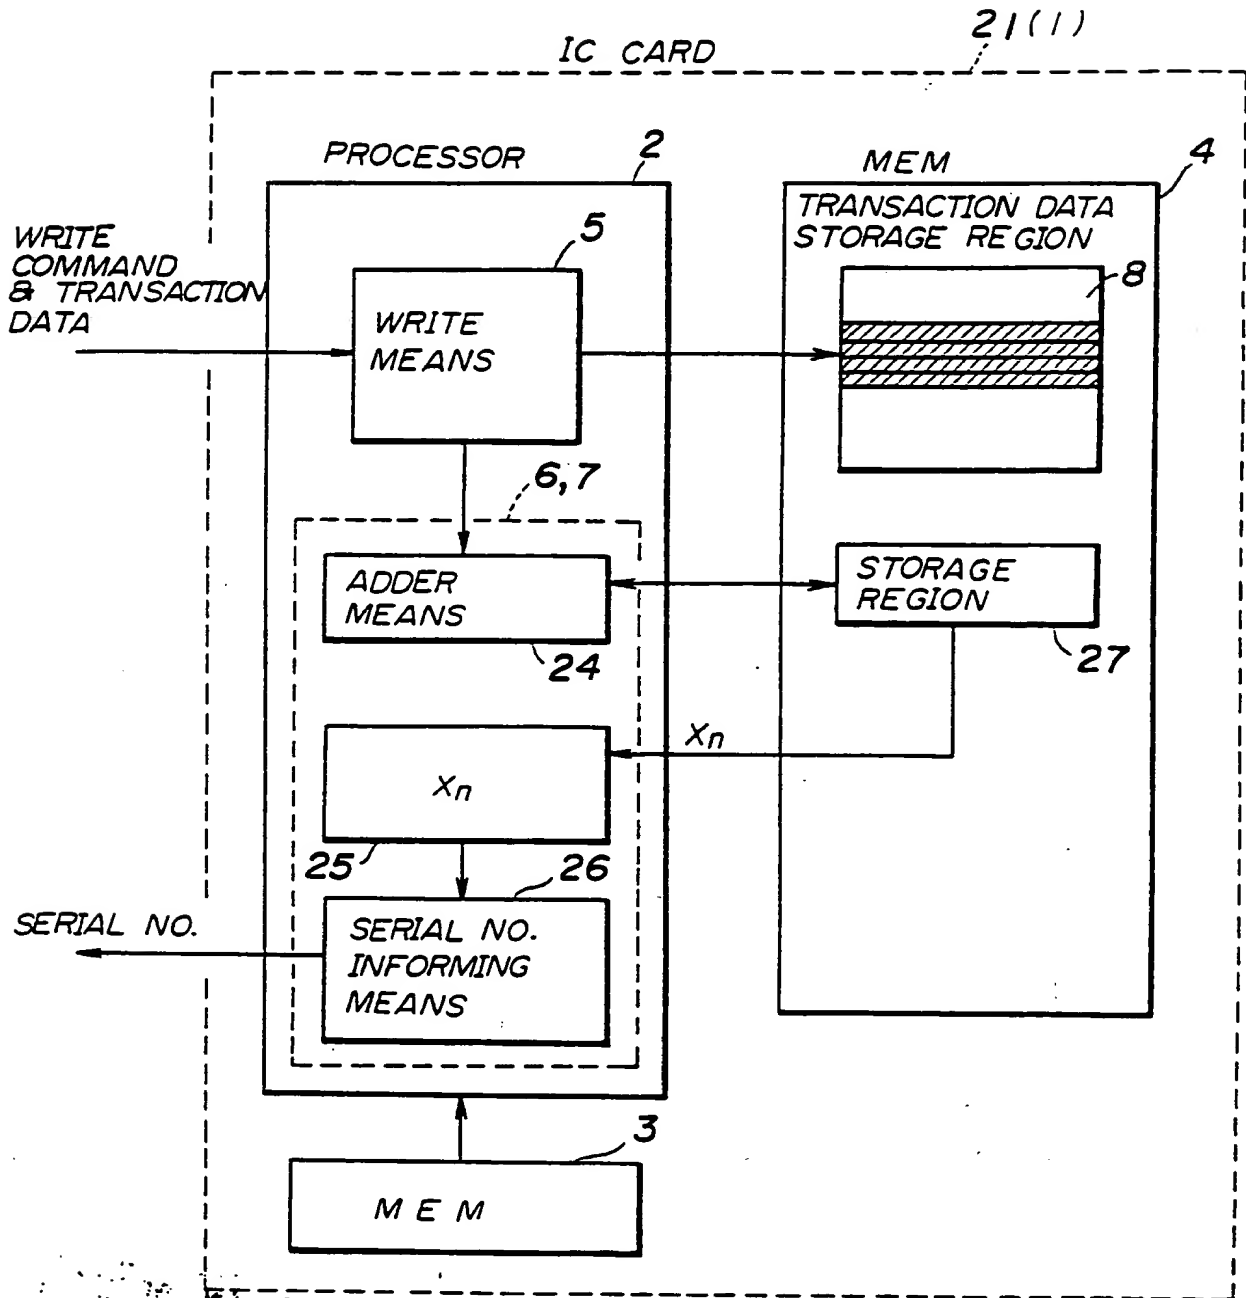 21(1)
IC CARD
PROCESSOR
2
MEM
4
TRANSACTION DATA
STORAGE REGION
WRITE
COMMAND
& TRANSACTION
DATA
5
8
WRITE
MEANS
6,7
ADDER
MEANS
STORAGE
REGION
24
27
Xn
Xn
25
26
SERIAL NO.
SERIAL NO.
INFORMING
MEANS
3
MEM